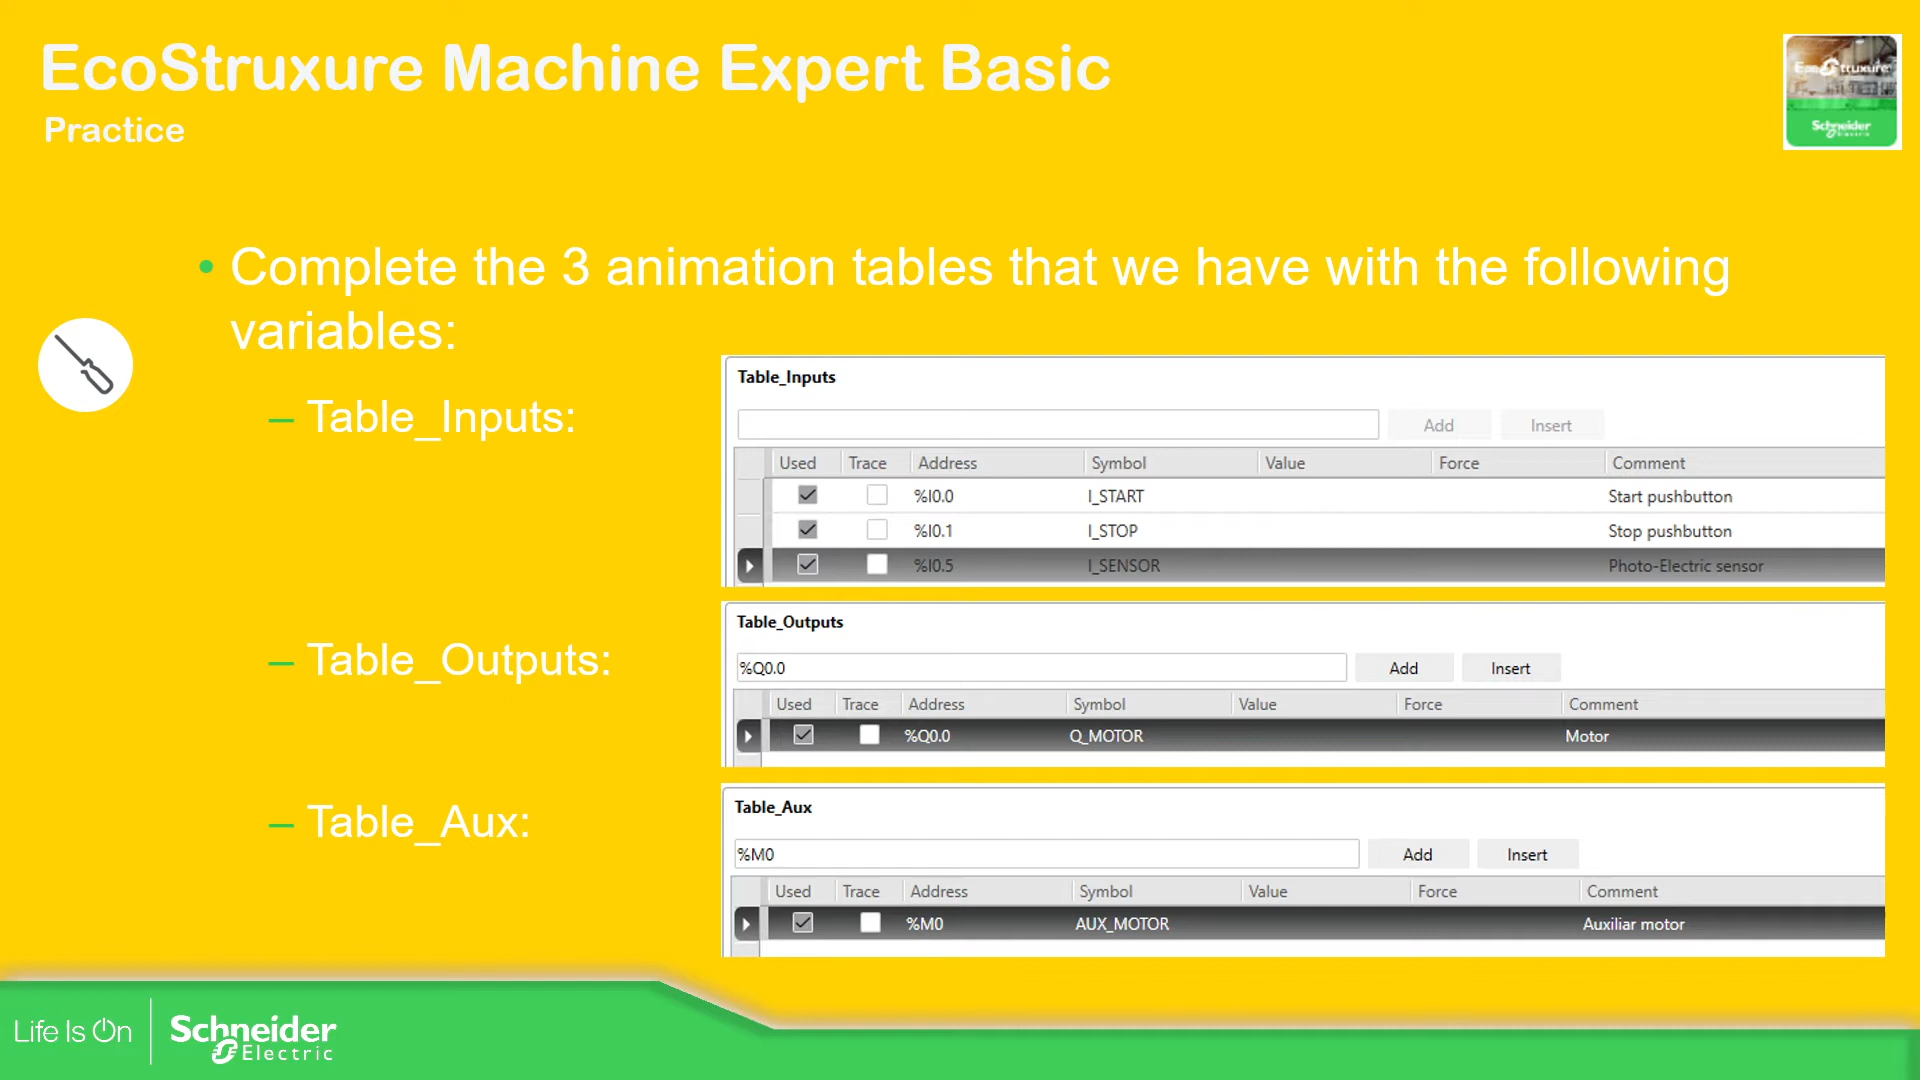 EcoStruxure Machine Expert Basic
Practice
EcoStruxure
Schneider
Electric
• Complete the 3 animation tables that we have with the following
variables:
– Table_Inputs:
Table_Inputs
Add Insert
Used Trace Address Symbol Value Force Comment
%I0.0 I_START Start pushbutton
%I0.1 I_STOP Stop pushbutton
%I0.5 I_SENSOR Photo-Electric sensor
– Table_Outputs:
Table_Outputs
%Q0.0 Add Insert
Used Trace Address Symbol Value Force Comment
%Q0.0 Q_MOTOR Motor
– Table_Aux:
Table_Aux
%M0 Add Insert
Used Trace Address Symbol Value Force Comment
%M0 AUX_MOTOR Auxiliar motor
Life Is On
Schneider
Electric